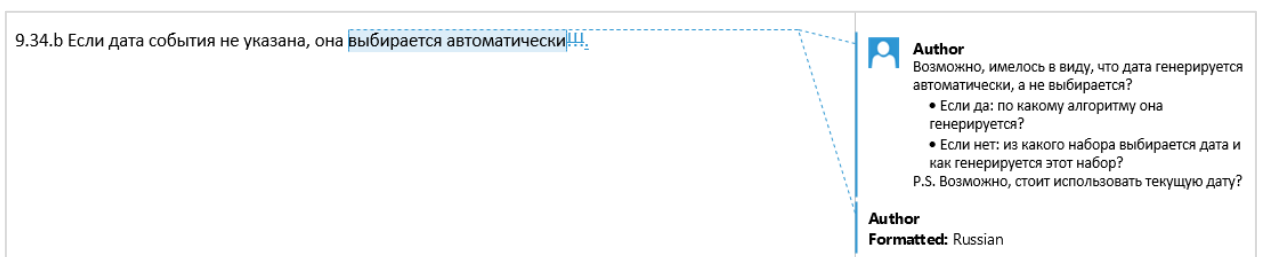 9.34.b Если дата события не указана, она выбирается автоматически!!!.
Author
Возможно, имелось в виду, что дата генерируется
автоматически, а не выбирается?
• Если да: по какому алгоритму она
генерируется?
• Если нет: из какого набора выбирается дата и
как генерируется этот набор?
P.S. Возможно, стоит использовать текущую дату?
Author
Formatted: Russian